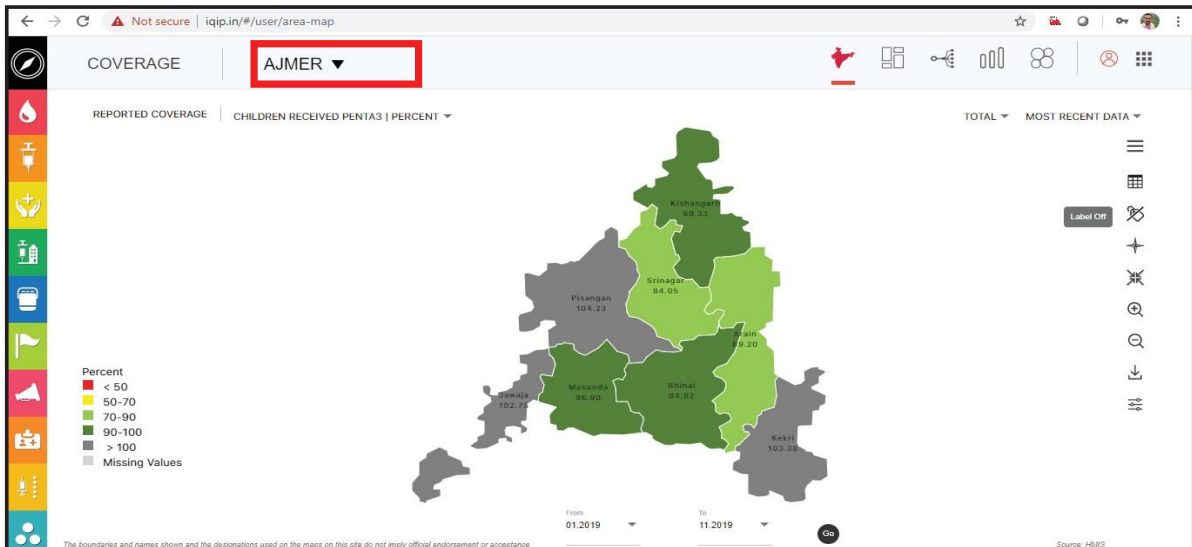 Not secure | iqip.in/#/user/area-map
COVERAGE
AJMER ▼
REPORTED COVERAGE
CHILDREN RECEIVED PENTA3 | PERCENT
TOTAL
MOST RECENT DATA
Label Off
Kishangarh
99.33
Srinagar
84.05
Pisangan
104.23
Arain
89.20
Masooda
96.90
Bhinai
94.82
Jawaja
102.75
Kekri
103.38
Percent
< 50
50-70
70-90
90-100
> 100
Missing Values
From
01.2019
To
11.2019
Go
The boundaries and names shown and the designations used on the maps on this site do not imply official endorsement or acceptance
Source: HMIS